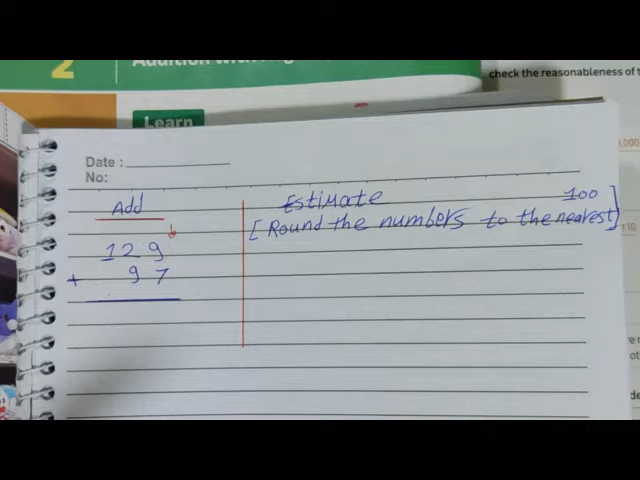 2
Addition with
check the reasonableness of t
Learn
Date :
No:
Add
129
+ 97
Estimate
[Round the numbers to the nearest 100]